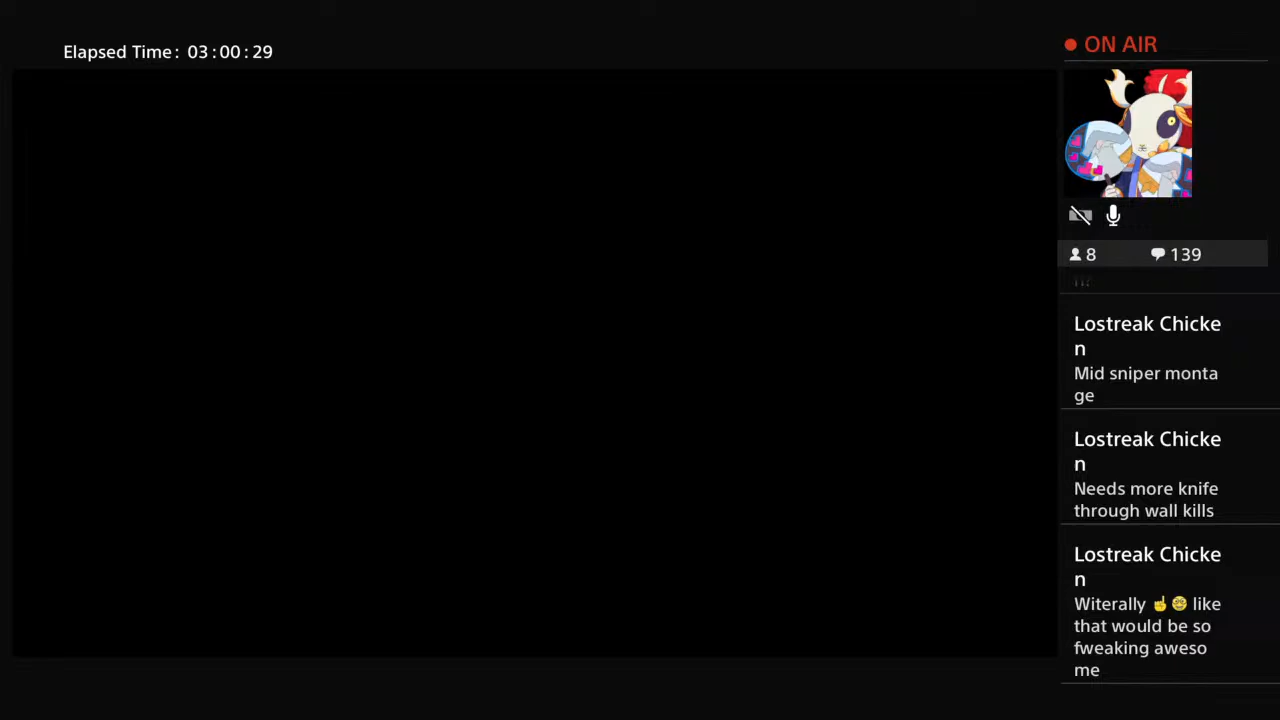 Elapsed Time: 03:00:29
ON AIR
8 139
Lostreak Chicke
n
Mid sniper monta
ge
Lostreak Chicke
n
Needs more knife
through wall kills
Lostreak Chicke
n
Witerally ☝️🤓 like
that would be so
fweaking aweso
me